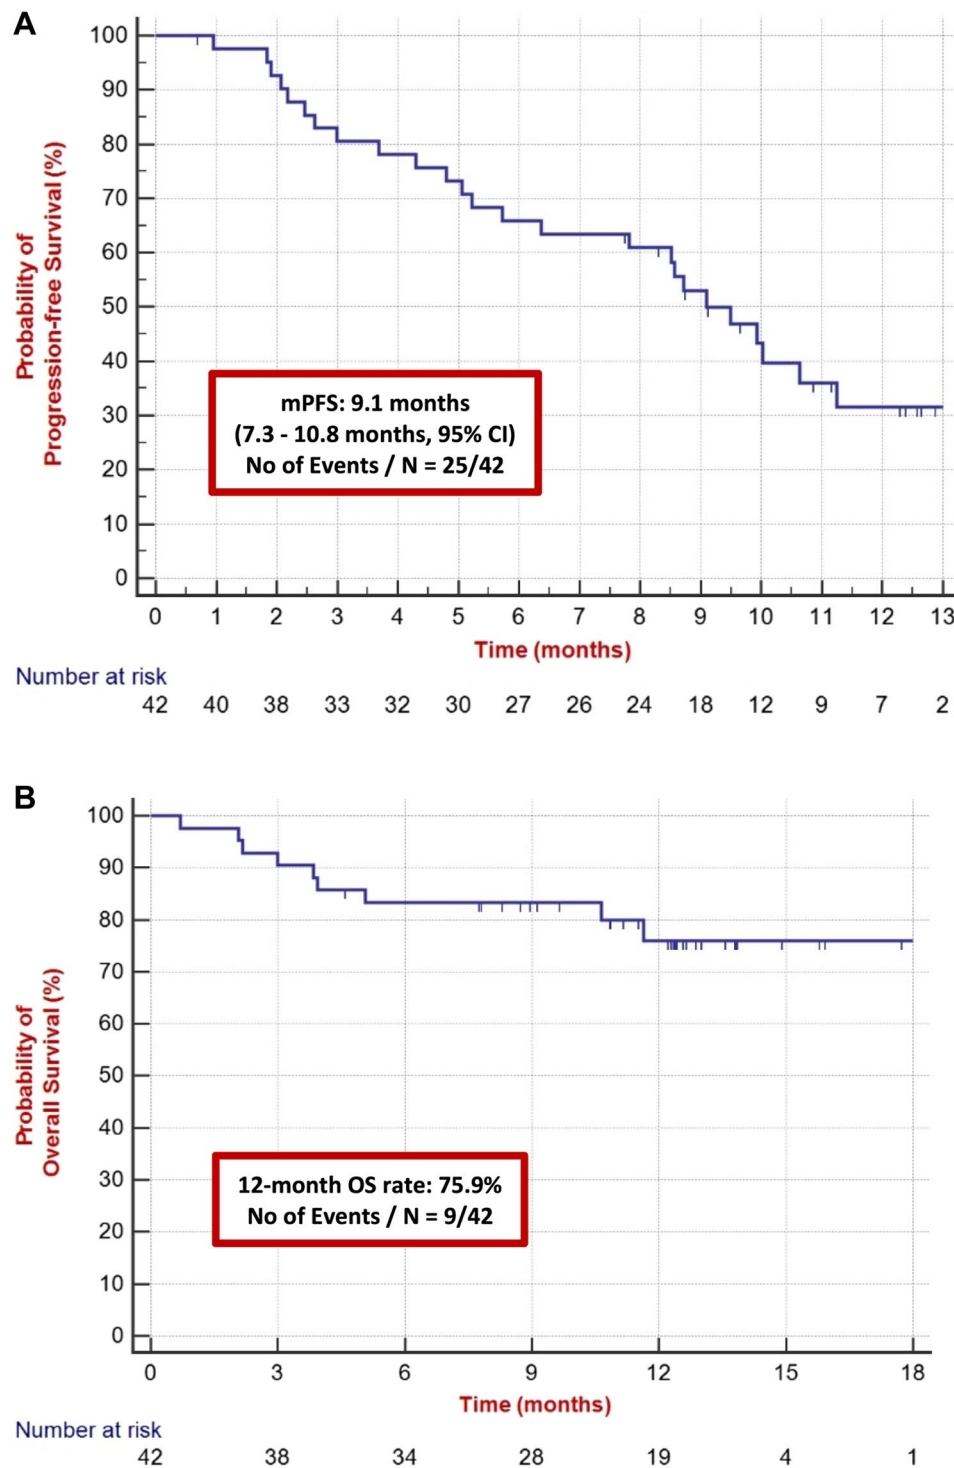 A
Probability of
Progression-free Survival (%)
100
90
80
70
60
50
40
30
20
10
0
mPFS: 9.1 months
(7.3 - 10.8 months, 95% CI)
No of Events / N = 25/42
0 1 2 3 4 5 6 7 8 9 10 11 12 13
Time (months)
Number at risk
42 40 38 33 32 30 27 26 24 18 12 9 7 2
B
Probability of
Overall Survival (%)
100
90
80
70
60
50
40
30
20
10
0
12-month OS rate: 75.9%
No of Events / N = 9/42
0 3 6 9 12 15 18
Time (months)
Number at risk
42 38 34 28 19 4 1